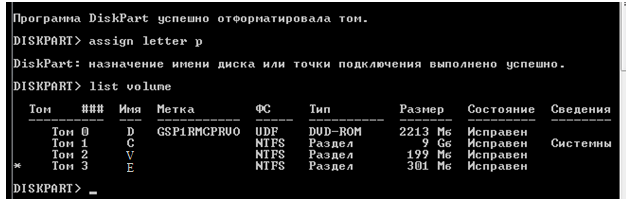 Программа DiskPart успешно отформатировала том.
DISKPART> assign letter p
DiskPart: назначение имени диска или точки подключения выполнено успешно.
DISKPART> list volume
Том ### Имя Метка ФС Тип Размер Состояние Сведения
---------- --- ----------- ----- ---------- ------- --------- --------
Том 0 D GSP1RMCPRVO UDF DVD-ROM 2213 Мб Исправен
Том 1 C NTFS Раздел 9 Gб Исправен Системны
Том 2 V NTFS Раздел 199 Мб Исправен
* Том 3 E NTFS Раздел 301 Мб Исправен
DISKPART> _